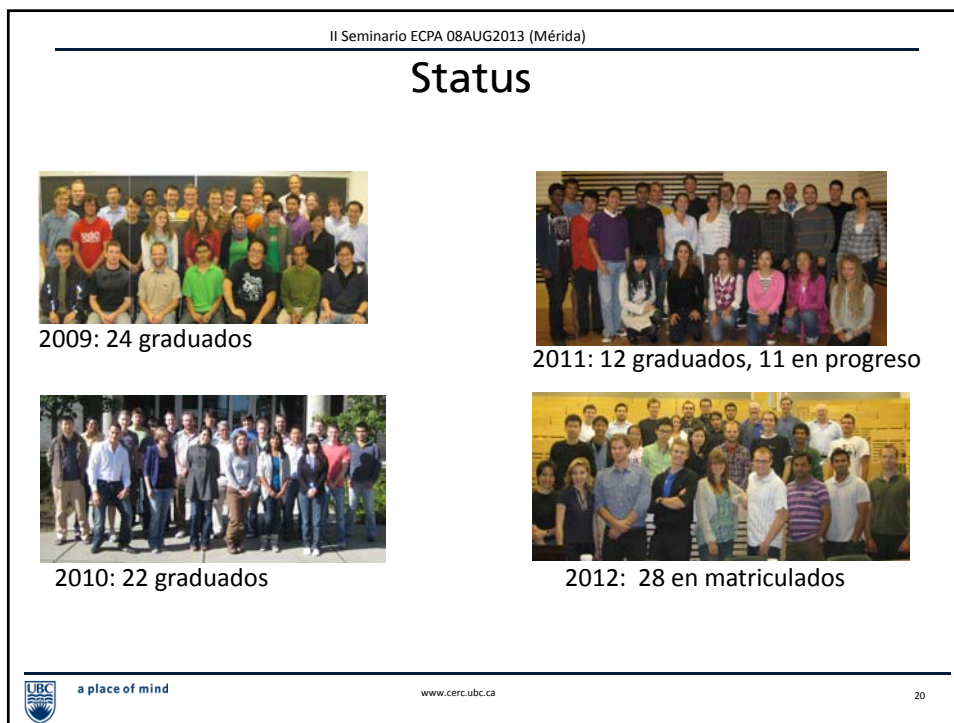 II Seminario ECPA 08AUG2013 (Mérida)
Status
2009: 24 graduados
2011: 12 graduados, 11 en progreso
2010: 22 graduados
2012:  28 en matriculados
UBC
a place of mind
www.cerc.ubc.ca
20